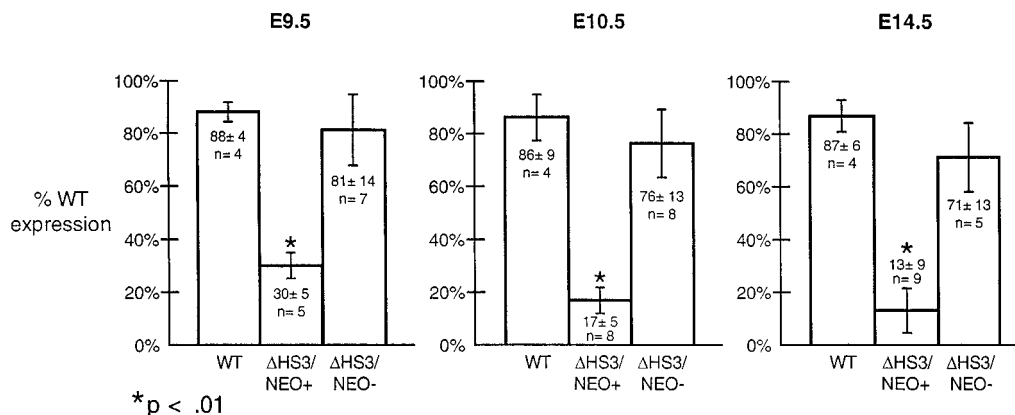 E9.5
E10.5
E14.5
% WT
expression
100%
80%
60%
40%
20%
0%
88± 4
n= 4
*
30± 5
n= 5
81± 14
n= 7
WT
ΔHS3/
NEO+
ΔHS3/
NEO-
100%
80%
60%
40%
20%
0%
86± 9
n= 4
*
17± 5
n= 8
76± 13
n= 8
WT
ΔHS3/
NEO+
ΔHS3/
NEO-
100%
80%
60%
40%
20%
0%
87± 6
n= 4
*
13± 9
n= 9
71± 13
n= 5
WT
ΔHS3/
NEO+
ΔHS3/
NEO-
*p < .01